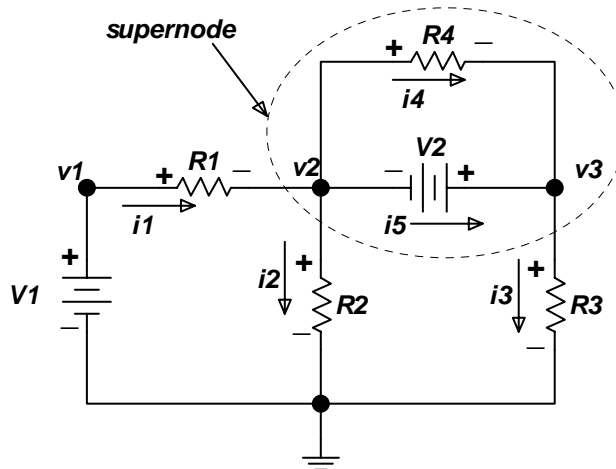 supernode
+ R4 −
i4
v1
+ R1 −
v2
V2
− +
v3
i1
i5
+
V1
−
i2
+
R2
−
i3
+
R3
−